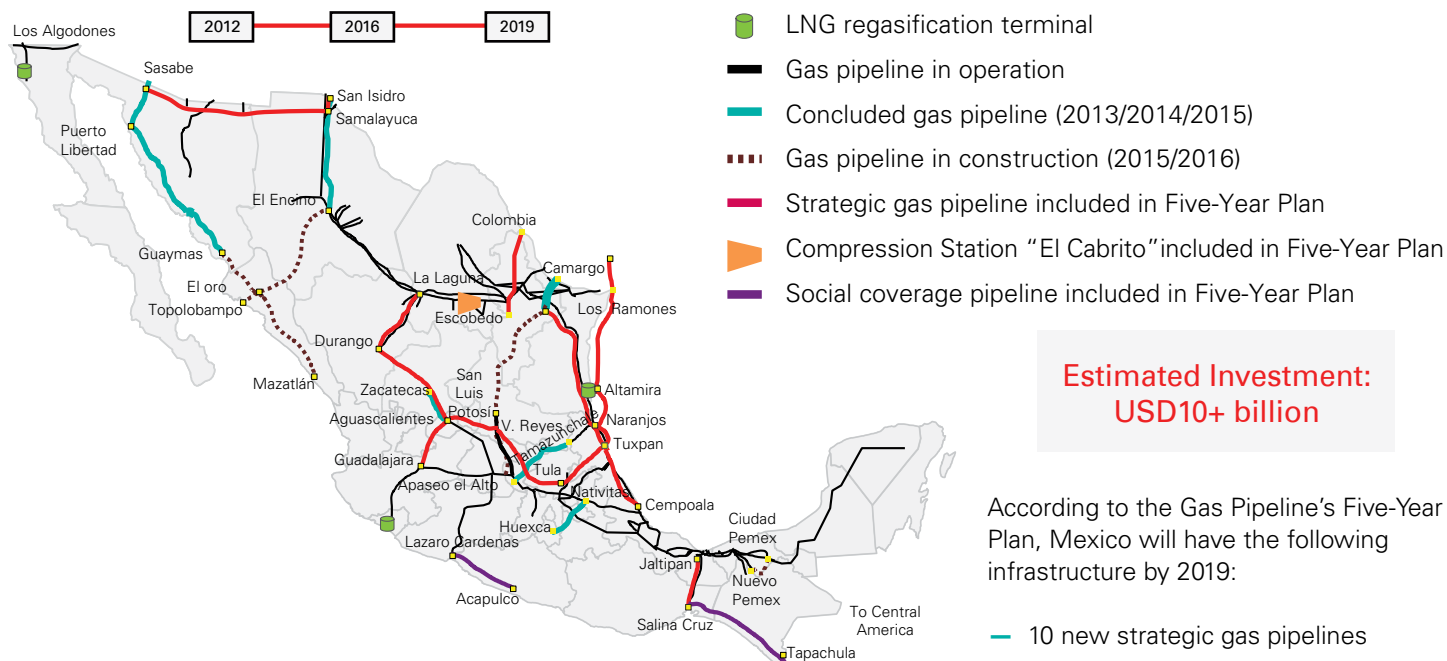 2012
2016
2019
Los Algodones
Sasabe
San Isidro
Samalayuca
Puerto
Libertad
El Encino
Colombia
Guaymas
La Laguna
Camargo
El oro
Topolobampo
Escobedo
Los Ramones
Durango
Mazatlán
San
Luis
Potosí
Zacatecas
Altamira
Aguascalientes
V. Reyes
Tamazunchale
Naranjos
Tuxpan
Guadalajara
Apaseo el Alto
Tula
Nativitas
Cempoala
Huexca
Ciudad
Pemex
Lazaro Cardenas
Jaltipan
Nuevo
Pemex
Acapulco
Salina Cruz
To Central
America
Tapachula
LNG regasification terminal
Gas pipeline in operation
Concluded gas pipeline (2013/2014/2015)
Gas pipeline in construction (2015/2016)
Strategic gas pipeline included in Five-Year Plan
Compression Station “El Cabrito”included in Five-Year Plan
Social coverage pipeline included in Five-Year Plan
Estimated Investment:
USD10+ billion
According to the Gas Pipeline’s Five-Year
Plan, Mexico will have the following
infrastructure by 2019:
– 10 new strategic gas pipelines